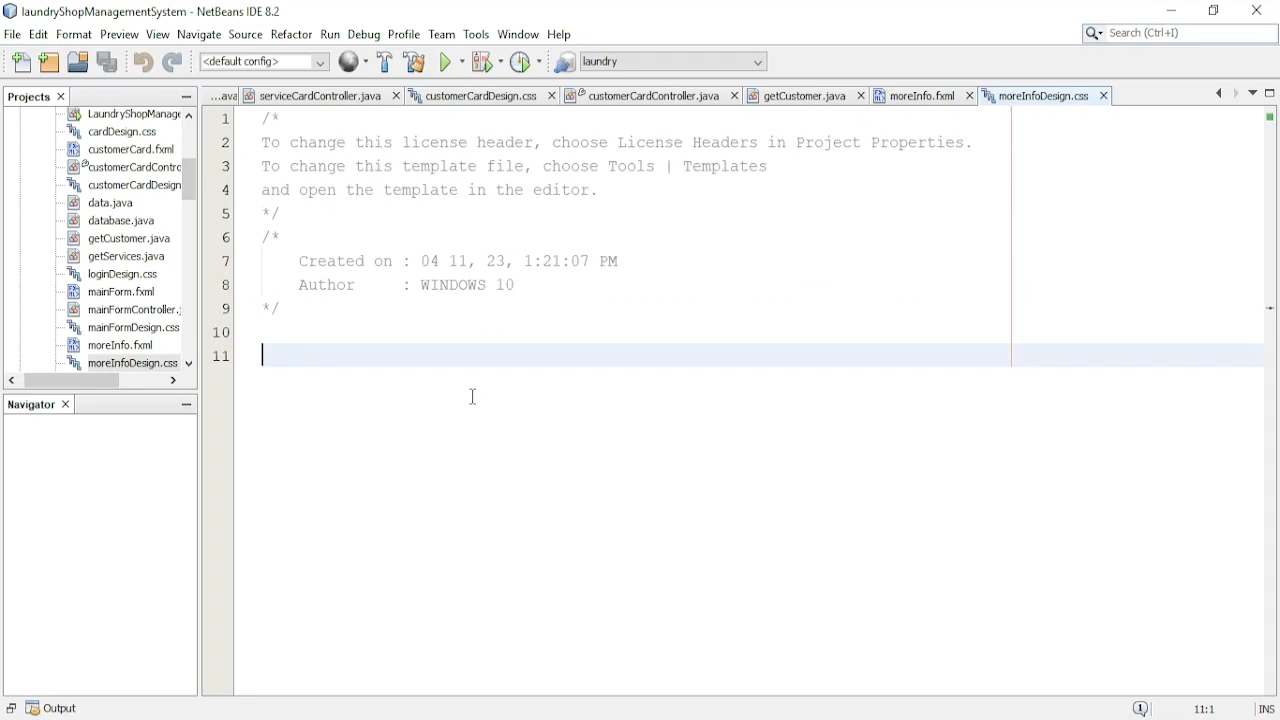 laundryShopManagementSystem - NetBeans IDE 8.2
File Edit Format Preview View Navigate Source Refactor Run Debug Profile Team Tools Window Help
Search (Ctrl+I)
<default config>
laundry
Projects
...ava serviceCardController.java customerCardDesign.css customerCardController.java getCustomer.java moreInfo.fxml moreInfoDesign.css
LaundryShopManage
cardDesign.css
customerCard.fxml
customerCardContro
customerCardDesign
data.java
database.java
getCustomer.java
getServices.java
loginDesign.css
mainForm.fxml
mainFormController.j
mainFormDesign.css
moreInfo.fxml
moreInfoDesign.css
Navigator
1 /*
2 To change this license header, choose License Headers in Project Properties.
3 To change this template file, choose Tools | Templates
4 and open the template in the editor.
5 */
6 /*
7 Created on : 04 11, 23, 1:21:07 PM
8 Author : WINDOWS 10
9 */
10
11
Output
1
11:1
INS